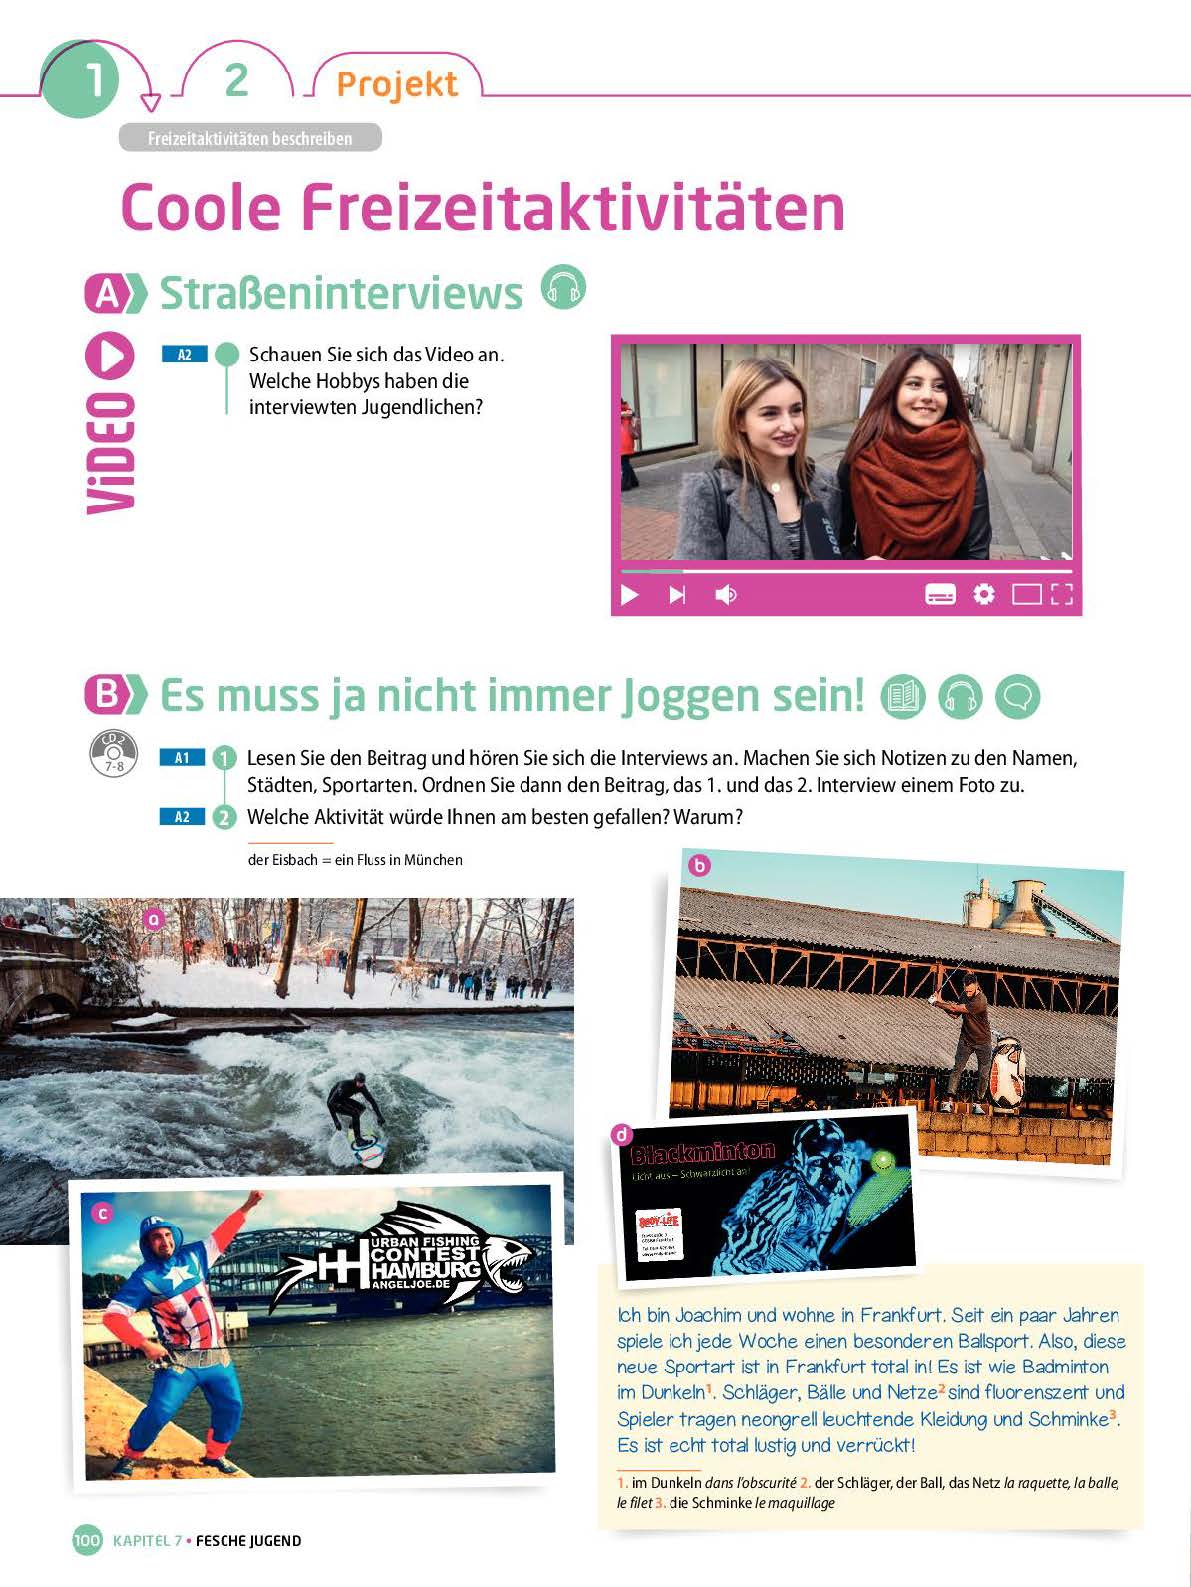 1
2
Projekt
Freizeitaktivitäten beschreiben
Coole Freizeitaktivitäten
A Straßeninterviews
ViDEO
A2 Schauen Sie sich das Video an.
Welche Hobbys haben die
interviewten Jugendlichen?
B Es muss ja nicht immer Joggen sein!
CD 2
7-8
A1 1 Lesen Sie den Beitrag und hören Sie sich die Interviews an. Machen Sie sich Notizen zu den Namen,
Städten, Sportarten. Ordnen Sie dann den Beitrag, das 1. und das 2. Interview einem Foto zu.
A2 2 Welche Aktivität würde Ihnen am besten gefallen? Warum?
der Eisbach = ein Fluss in München
a
b
d
Blackminton
Licht aus – Schwarzlicht an!
BODY-LIFE
c
URBAN FISHING
CONTEST
HAMBURG
ANGELJOE.DE
Ich bin Joachim und wohne in Frankfurt. Seit ein paar Jahren
spiele ich jede Woche einen besonderen Ballsport. Also, diese
neue Sportart ist in Frankfurt total in! Es ist wie Badminton
im Dunkeln1. Schläger, Bälle und Netze2 sind fluorenszent und
Spieler tragen neongrell leuchtende Kleidung und Schminke3.
Es ist echt total lustig und verrückt!
1. im Dunkeln dans l'obscurité 2. der Schläger, der Ball, das Netz la raquette, la balle,
le filet 3. die Schminke le maquillage
100 KAPITEL 7 • FESCHE JUGEND